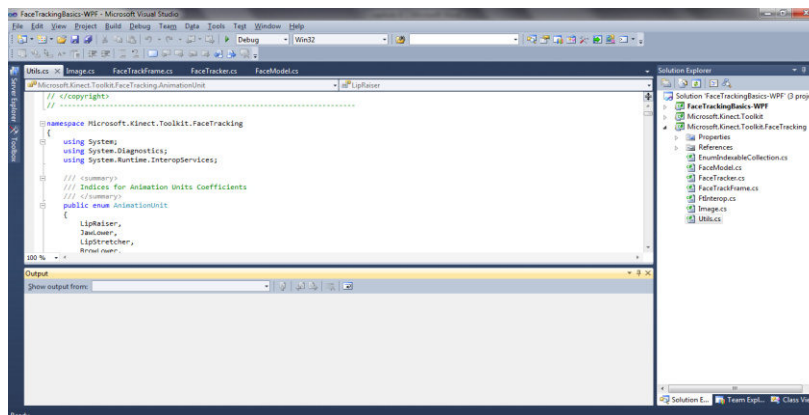 FaceTrackingBasics-WPF - Microsoft Visual Studio
File Edit View Project Build Debug Team Data Tools Test Window Help
Debug Win32
Utils.cs Image.cs FaceTrackFrame.cs FaceTracker.cs FaceModel.cs
Microsoft.Kinect.Toolkit.FaceTracking.AnimationUnit LipRaiser
// </copyright>
// -----------------------------------------------------------------------
namespace Microsoft.Kinect.Toolkit.FaceTracking
{
using System;
using System.Diagnostics;
using System.Runtime.InteropServices;
/// <summary>
/// Indices for Animation Units Coefficients
/// </summary>
public enum AnimationUnit
{
LipRaiser,
JawLower,
LipStretcher,
BrowLower,
100 %
Output
Show output from:
Server Explorer
Toolbox
Solution Explorer
Solution 'FaceTrackingBasics-WPF' (3 proj
FaceTrackingBasics-WPF
Microsoft.Kinect.Toolkit
Microsoft.Kinect.Toolkit.FaceTracking
Properties
References
EnumIndexableCollection.cs
FaceModel.cs
FaceTracker.cs
FaceTrackFrame.cs
FtInterop.cs
Image.cs
Utils.cs
Solution E... Team Expl... Class Vi